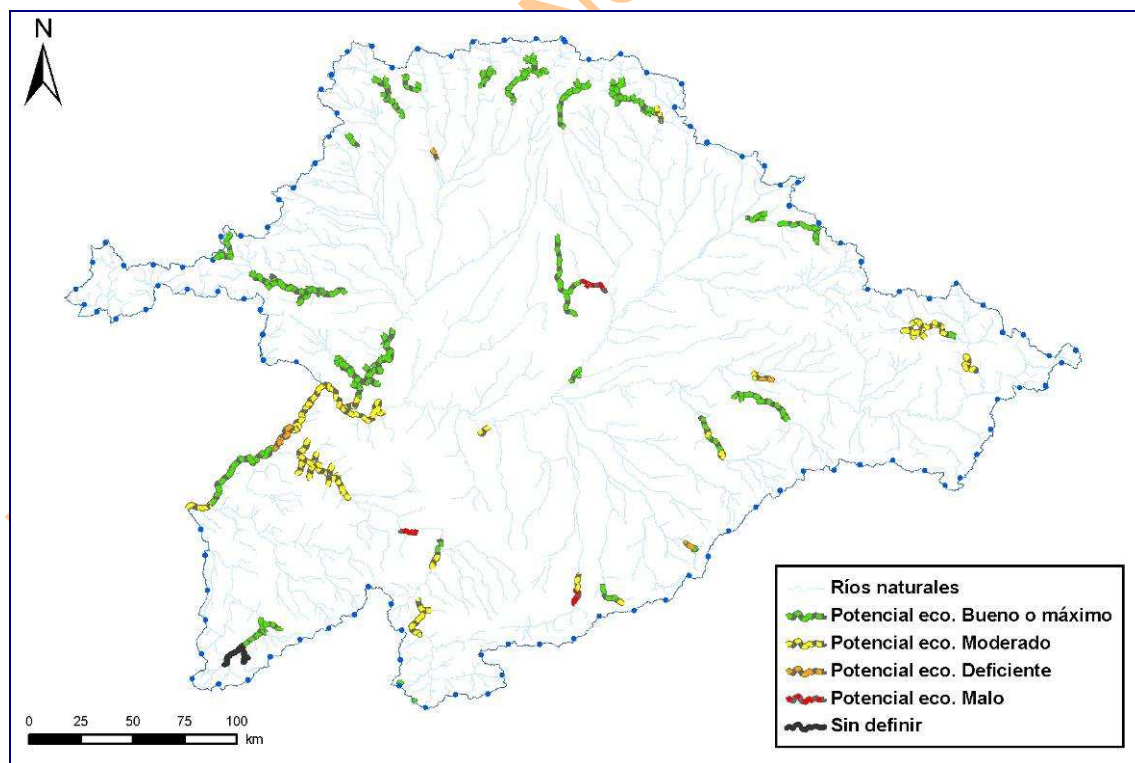 N
Ríos naturales
Potencial eco. Bueno o máximo
Potencial eco. Moderado
Potencial eco. Deficiente
Potencial eco. Malo
Sin definir
0 25 50 75 100
km